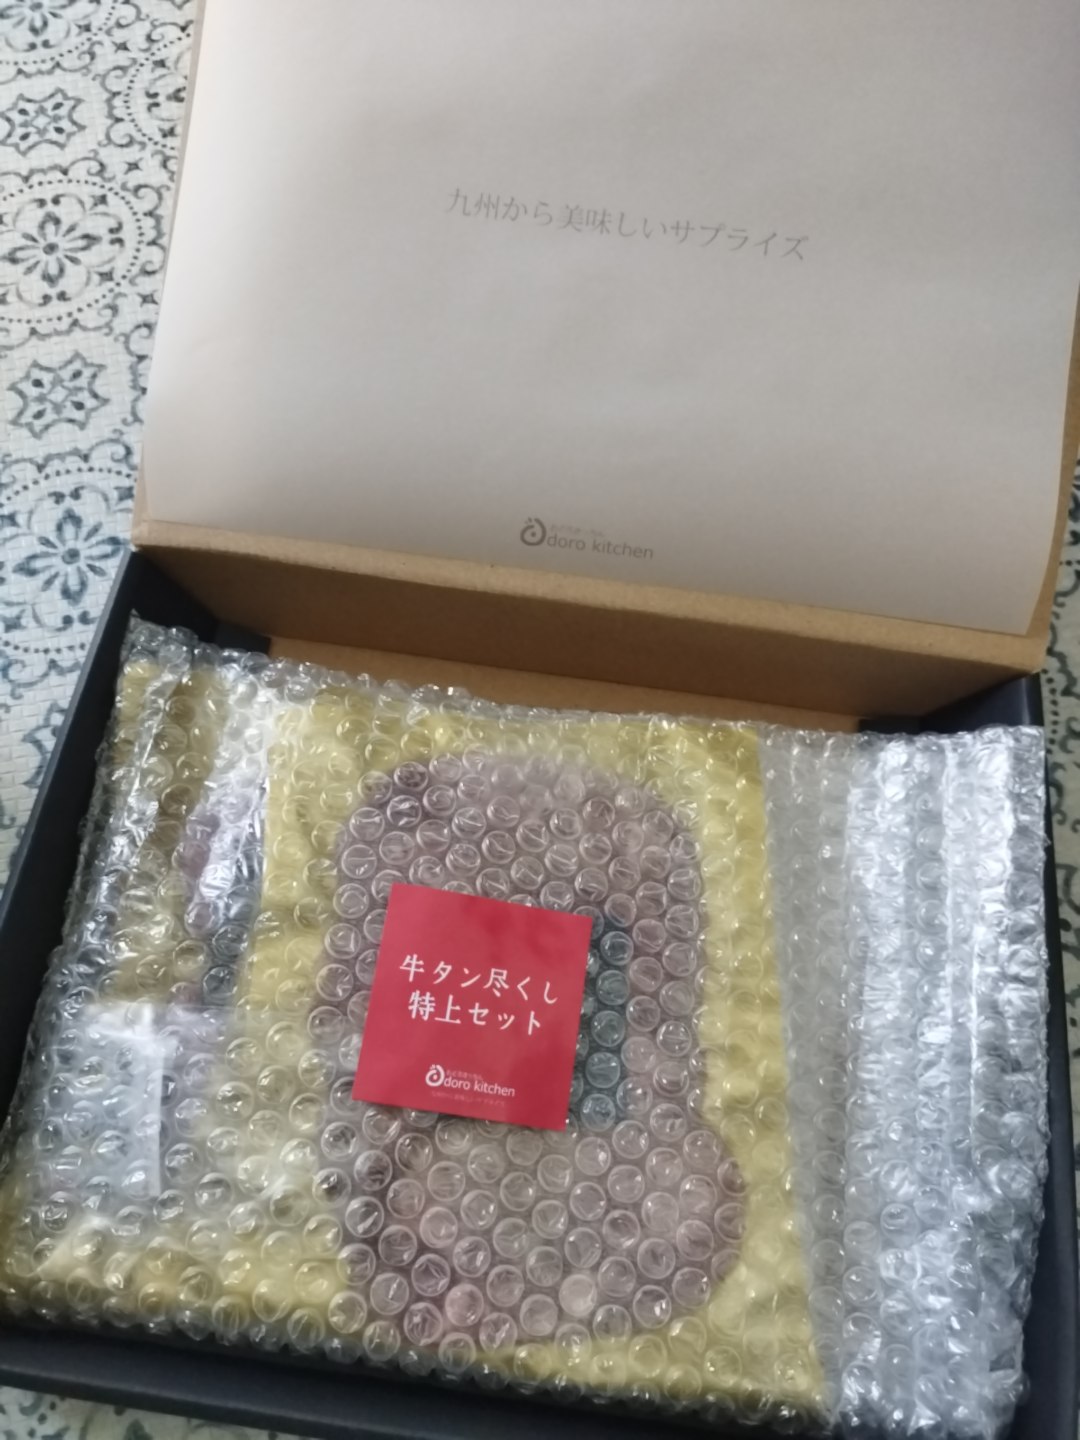 九州から美味しいサプライズ
doro kitchen
牛タン尽くし
特上セット
doro kitchen